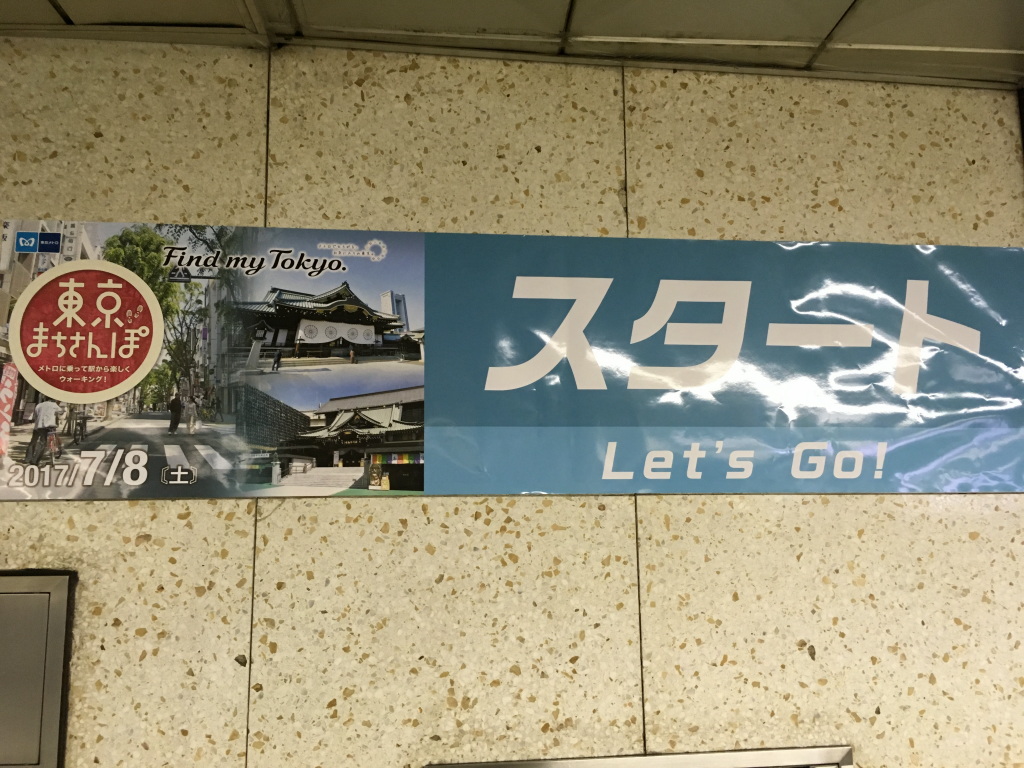 Find my Tokyo.
東京
まちさんぽ
メトロに乗って駅から楽しく
ウォーキング！
2017/7/8〔土〕
スタート
Let's Go!